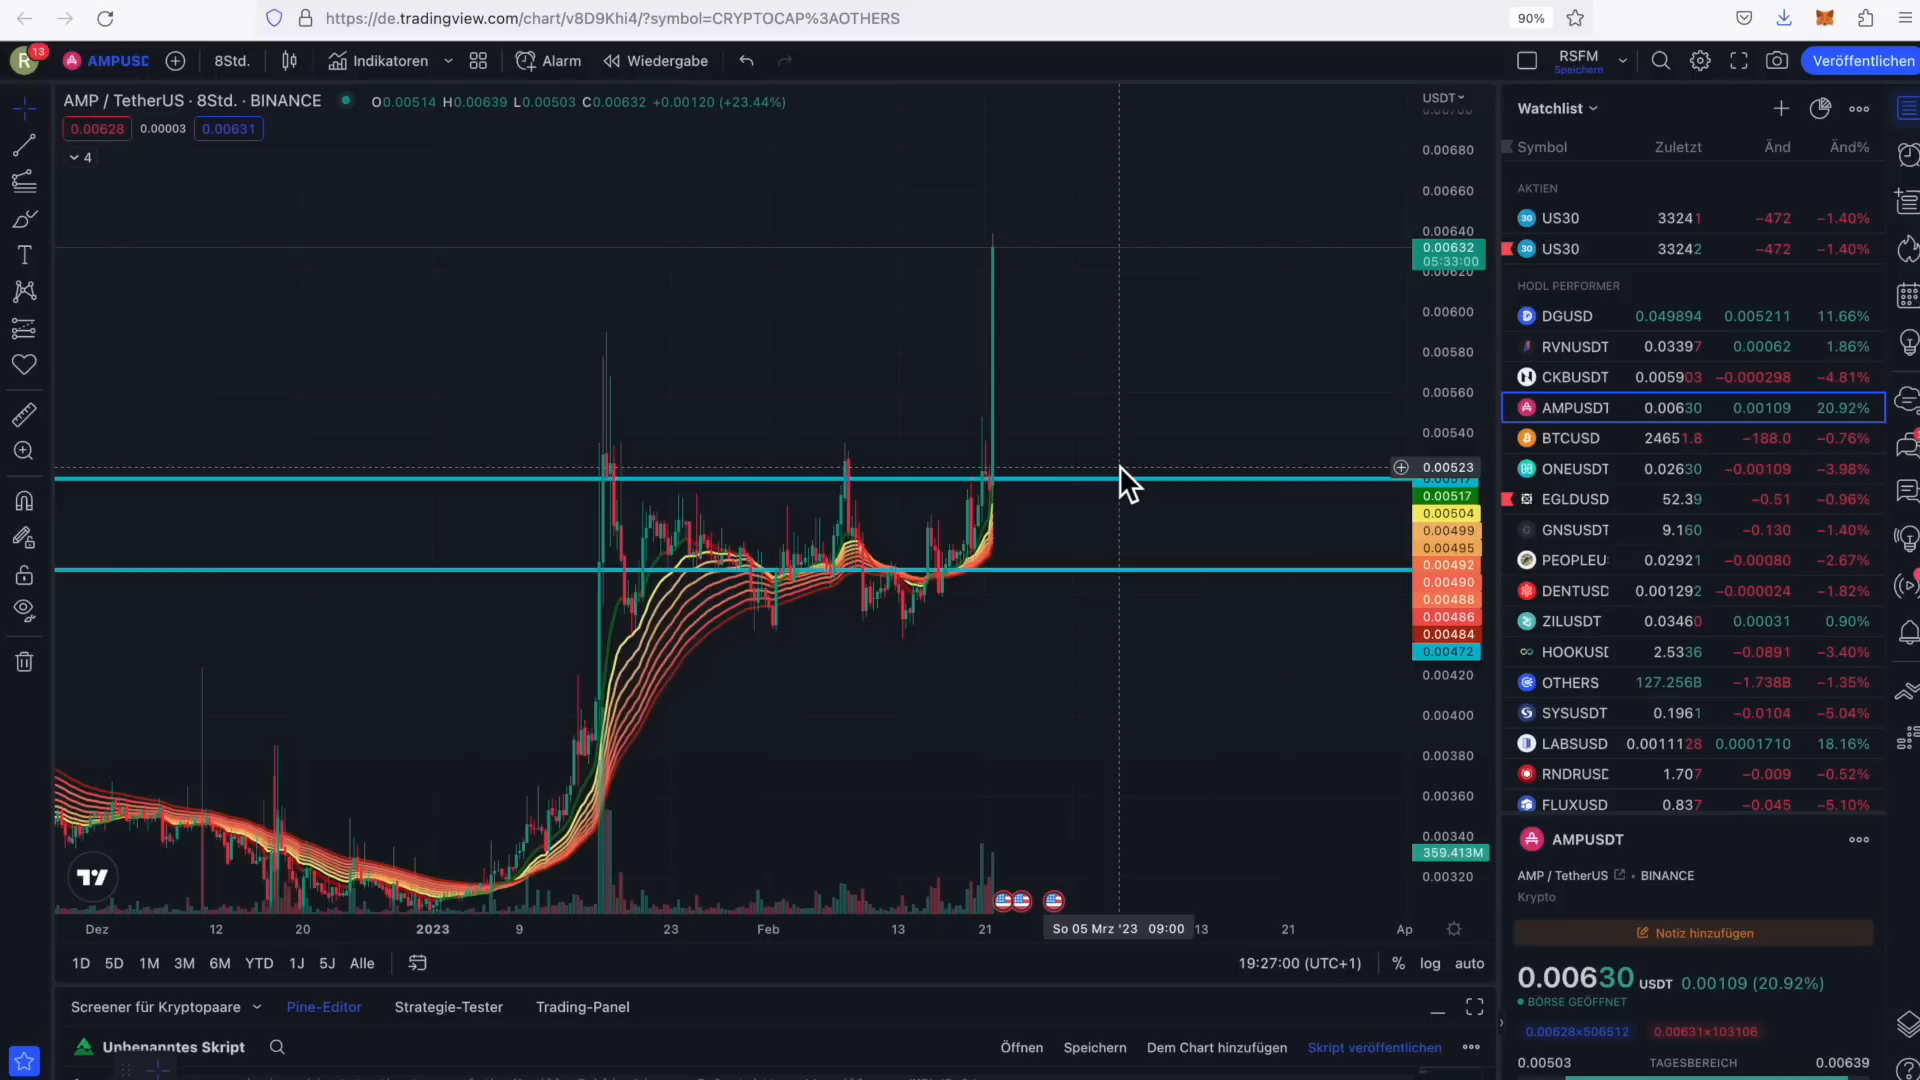 https://de.tradingview.com/chart/v8D9Khi4/?symbol=CRYPTOCAP%3AOTHERS
90%
R
13
AMPUSD
8Std.
Indikatoren
Alarm
Wiedergabe
RSFM
Speichern
Veröffentlichen
AMP / TetherUS · 8Std. · BINANCE
O0.00514 H0.00639 L0.00503 C0.00632 +0.00120 (+23.44%)
0.00628 0.00003 0.00631
4
USDT
0.00700
0.00680
0.00660
0.00640
0.00632
05:33:00
0.00620
0.00600
0.00580
0.00560
0.00540
0.00523
0.00517
0.00517
0.00504
0.00499
0.00495
0.00492
0.00490
0.00488
0.00486
0.00484
0.00472
0.00420
0.00400
0.00380
0.00360
0.00340
359.413M
0.00320
Dez 12 20 2023 9 23 Feb 13 21 So 05 Mrz '23 09:00 13 21 Ap
1D 5D 1M 3M 6M YTD 1J 5J Alle
19:27:00 (UTC+1) % log auto
Screener für Kryptopaare Pine-Editor Strategie-Tester Trading-Panel
Unbenanntes Skript
Öffnen Speichern Dem Chart hinzufügen Skript veröffentlichen
Watchlist
Symbol Zuletzt Änd Änd%
AKTIEN
30 US30 33241 −472 −1.40%
30 US30 33242 −472 −1.40%
HODL PERFORMER
DGUSD 0.049894 0.005211 11.66%
RVNUSDT 0.03397 0.00062 1.86%
CKBUSDT 0.005903 −0.000298 −4.81%
AMPUSDT 0.00630 0.00109 20.92%
BTCUSD 24651.8 −188.0 −0.76%
ONEUSDT 0.02630 −0.00109 −3.98%
EGLDUSD 52.39 −0.51 −0.96%
GNSUSDT 9.160 −0.130 −1.40%
PEOPLEU 0.02921 −0.00080 −2.67%
DENTUSD 0.001292 −0.000024 −1.82%
ZILUSDT 0.03460 0.00031 0.90%
HOOKUSD 2.5336 −0.0891 −3.40%
OTHERS 127.256B −1.738B −1.35%
SYSUSDT 0.1961 −0.0104 −5.04%
LABSUSD 0.0011128 0.0001710 18.16%
RNDRUSD 1.707 −0.009 −0.52%
FLUXUSD 0.837 −0.045 −5.10%
AMPUSDT
AMP / TetherUS • BINANCE
Krypto
Notiz hinzufügen
0.00630 USDT 0.00109 (20.92%)
BÖRSE GEÖFFNET
0.00628×506512 0.00631×103106
0.00503 TAGESBEREICH 0.00639